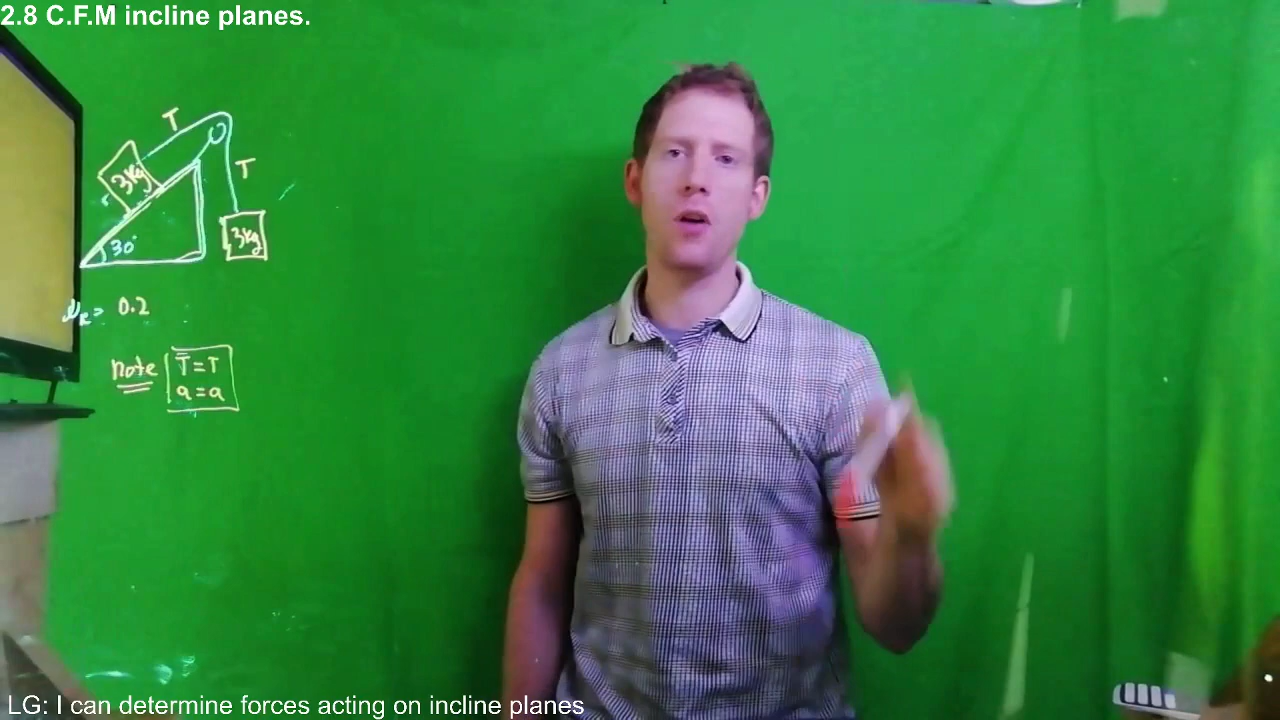 2.8 C.F.M incline planes.
T
T
3kg
3kg
30°
μk = 0.2
note T=T
a=a
LG: I can determine forces acting on incline planes